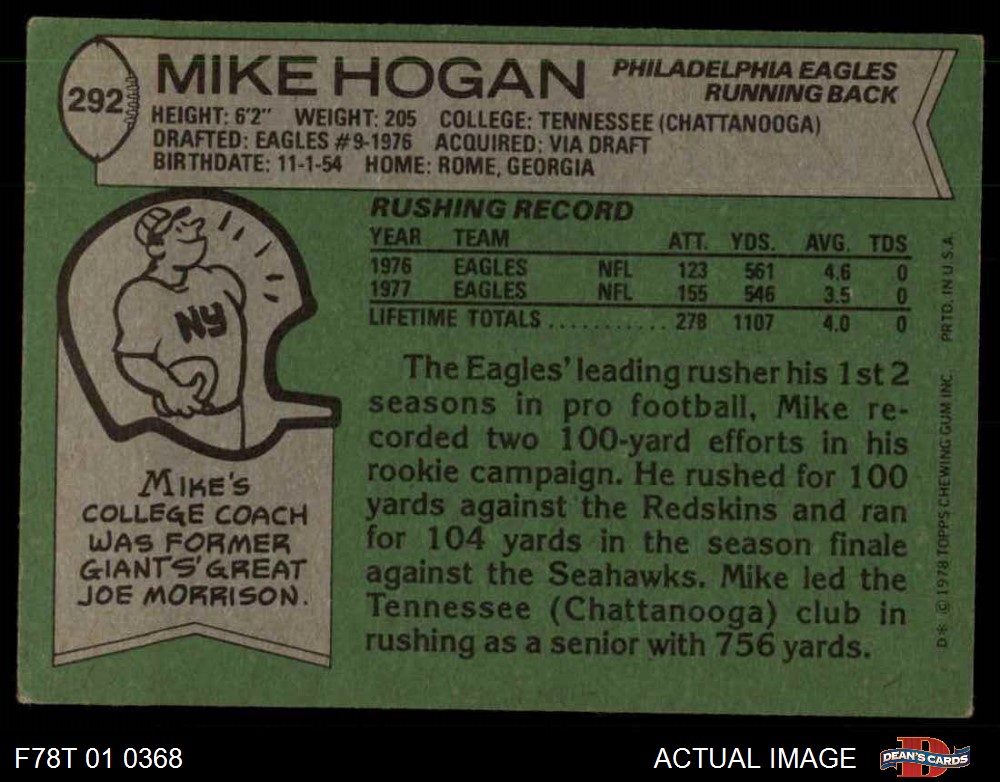 292
MIKE HOGAN
PHILADELPHIA EAGLES
RUNNING BACK
HEIGHT: 6'2" WEIGHT: 205 COLLEGE: TENNESSEE (CHATTANOOGA)
DRAFTED: EAGLES #9-1976 ACQUIRED: VIA DRAFT
BIRTHDATE: 11-1-54 HOME: ROME, GEORGIA
NY
MIKE'S
COLLEGE COACH
WAS FORMER
GIANTS' GREAT
JOE MORRISON.
RUSHING RECORD
YEAR TEAM ATT. YDS. AVG. TDS
1976 EAGLES NFL 123 561 4.6 0
1977 EAGLES NFL 155 546 3.5 0
LIFETIME TOTALS ........... 278 1107 4.0 0
The Eagles' leading rusher his 1st 2
seasons in pro football, Mike re-
corded two 100-yard efforts in his
rookie campaign. He rushed for 100
yards against the Redskins and ran
for 104 yards in the season finale
against the Seahawks. Mike led the
Tennessee (Chattanooga) club in
rushing as a senior with 756 yards.
D* © 1978 TOPPS CHEWING GUM INC. PRTD. IN U.S.A.
F78T 01 0368
ACTUAL IMAGE
DEAN'S CARDS